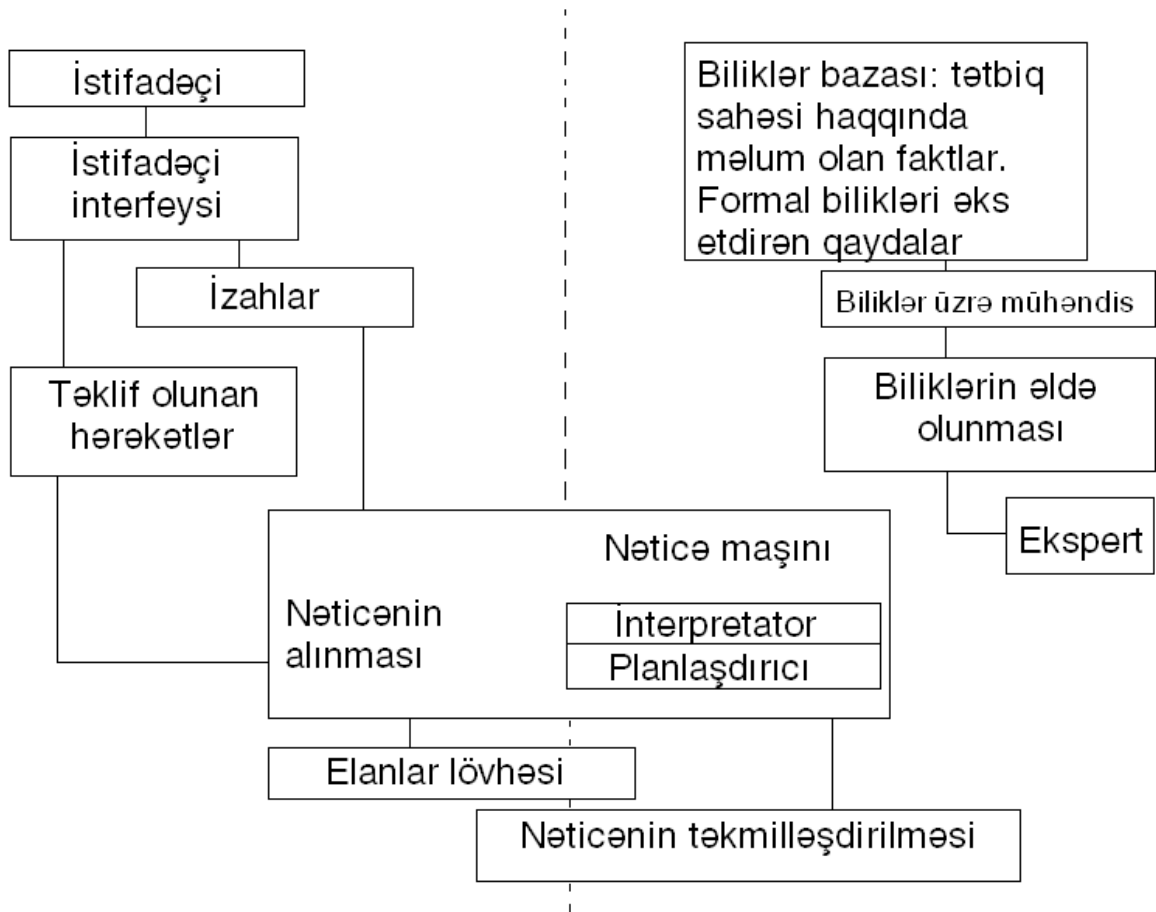 İstifadəçi
İstifadəçi
interfeysi
İzahlar
Təklif olunan
hərəkətlər
Biliklər bazası: tətbiq
sahəsi haqqında
məlum olan faktlar.
Formal bilikləri əks
etdirən qaydalar
Biliklər üzrə mühəndis
Biliklərin əldə
olunması
Ekspert
Nəticə maşını
Nəticənin
alınması
İnterpretator
Planlaşdırıcı
Elanlar lövhəsi
Nəticənin təkmilləşdirilməsi